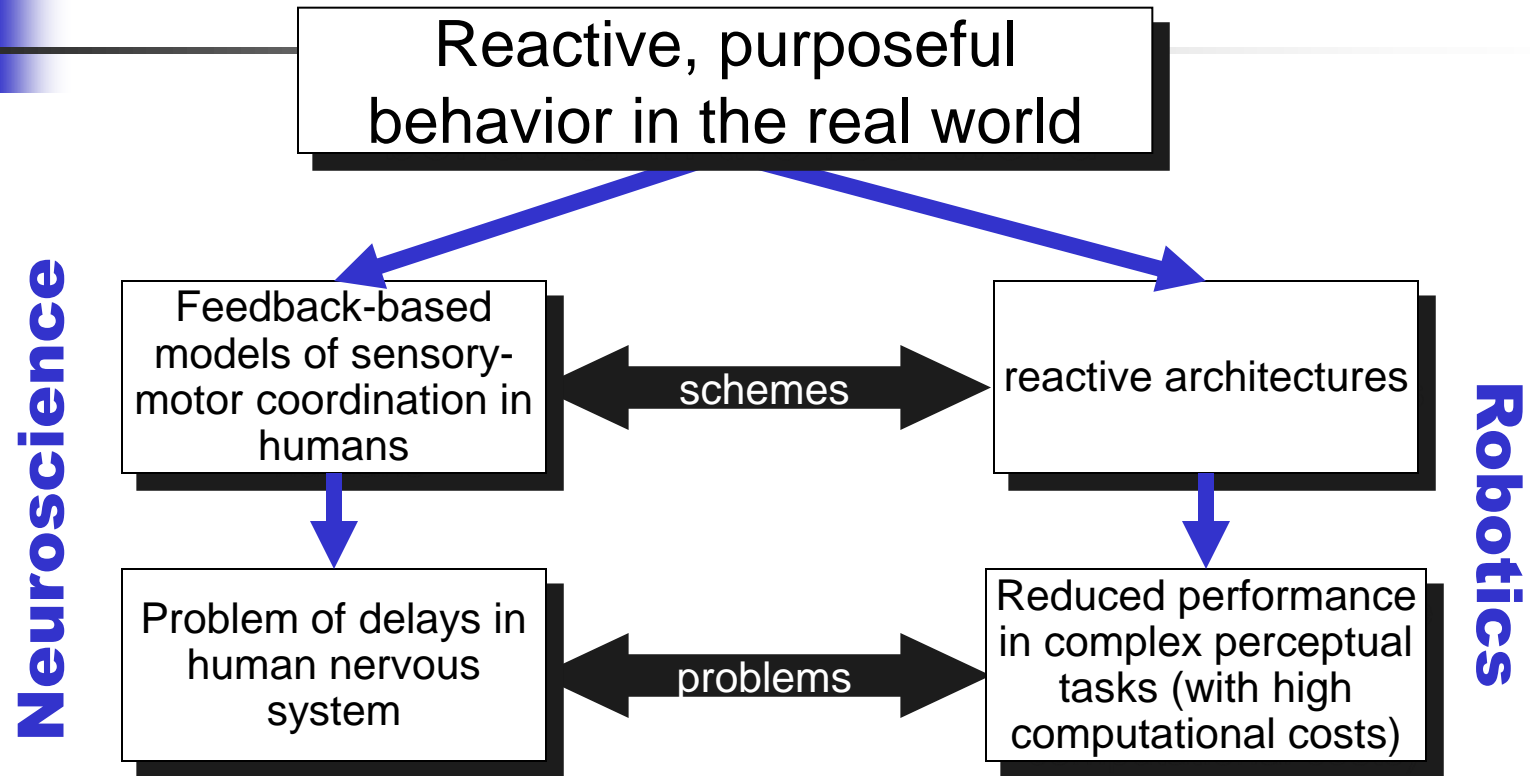 Reactive, purposeful
behavior in the real world
Neuroscience
Feedback-based
models of sensory-
motor coordination in
humans
schemes
reactive architectures
Robotics
Problem of delays in
human nervous
system
problems
Reduced performance
in complex perceptual
tasks (with high
computational costs)